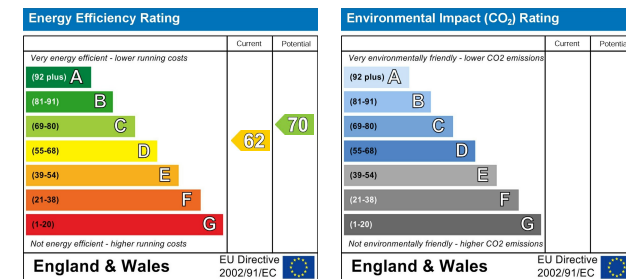 Energy Efficiency Rating
Current Potential
Very energy efficient - lower running costs
(92 plus) A
(81-91) B
(69-80) C
(55-68) D
(39-54) E
(21-38) F
(1-20) G
62
70
Not energy efficient - higher running costs
England & Wales
EU Directive
2002/91/EC
Environmental Impact (CO₂) Rating
Current Potential
Very environmentally friendly - lower CO2 emissions
(92 plus) A
(81-91) B
(69-80) C
(55-68) D
(39-54) E
(21-38) F
(1-20) G
Not environmentally friendly - higher CO2 emissions
England & Wales
EU Directive
2002/91/EC